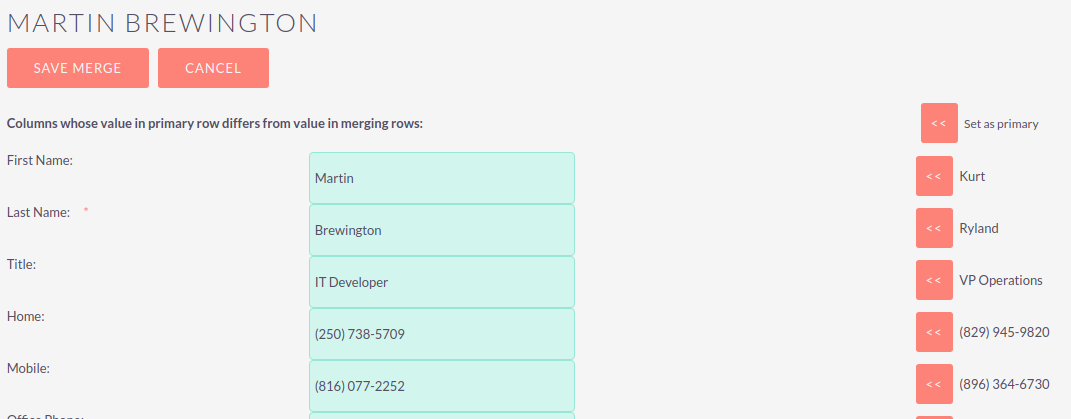 MARTIN BREWINGTON
SAVE MERGE CANCEL
Columns whose value in primary row differs from value in merging rows: << Set as primary
First Name: Martin << Kurt
Last Name: * Brewington << Ryland
Title: IT Developer << VP Operations
Home: (250) 738-5709 << (829) 945-9820
Mobile: (816) 077-2252 << (896) 364-6730
Office Phone: